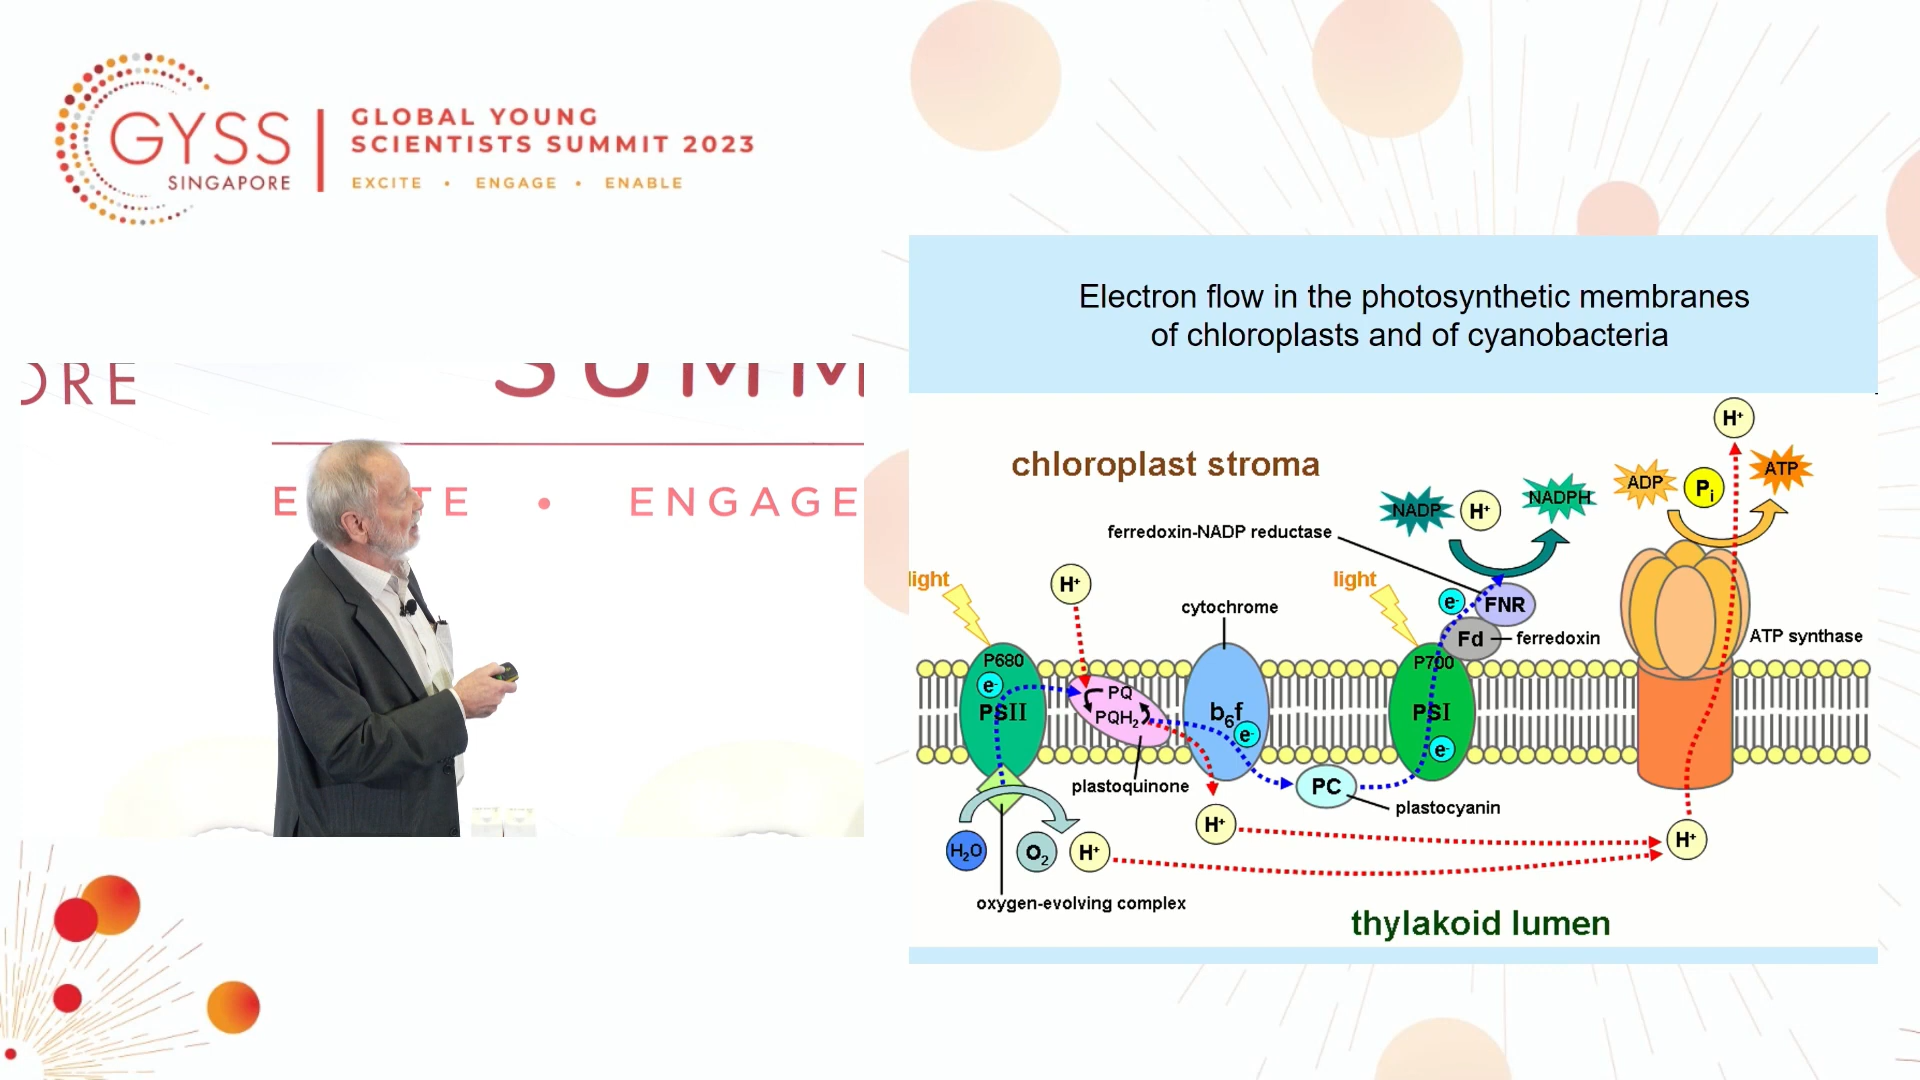 GYSS
SINGAPORE
GLOBAL YOUNG
SCIENTISTS SUMMIT 2023
EXCITE • ENGAGE • ENABLE
ORE
SUMM
E TE • ENGAGE
Electron flow in the photosynthetic membranes
of chloroplasts and of cyanobacteria
chloroplast stroma
H⁺
ADP
Pᵢ
ATP
NADP
H⁺
NADPH
ferredoxin-NADP reductase
light
H⁺
light
cytochrome
e⁻
FNR
Fd
ferredoxin
ATP synthase
P680
e⁻
PSII
PQ
PQH₂
b₆f
e⁻
P700
PSI
e⁻
plastoquinone
PC
plastocyanin
H₂O
O₂
H⁺
H⁺
H⁺
oxygen-evolving complex
thylakoid lumen